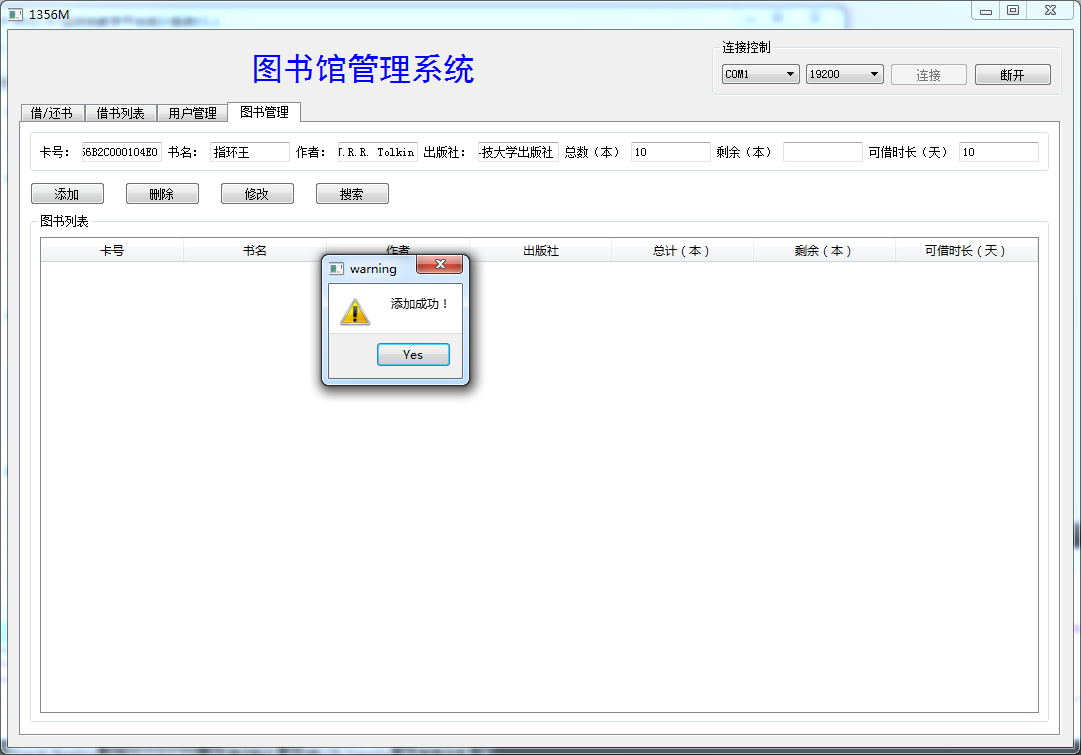 1356M
图书馆管理系统
连接控制
COM1 19200 连接 断开
借/还书 借书列表 用户管理 图书管理
卡号: 56B2C000104E0 书名: 指环王 作者: T.R.R. Tolkin 出版社: 技大学出版社 总数（本） 10 剩余（本） 可借时长（天） 10
添加 删除 修改 搜索
图书列表
卡号 书名 作者 出版社 总计（本） 剩余（本） 可借时长（天）
warning
添加成功！
Yes